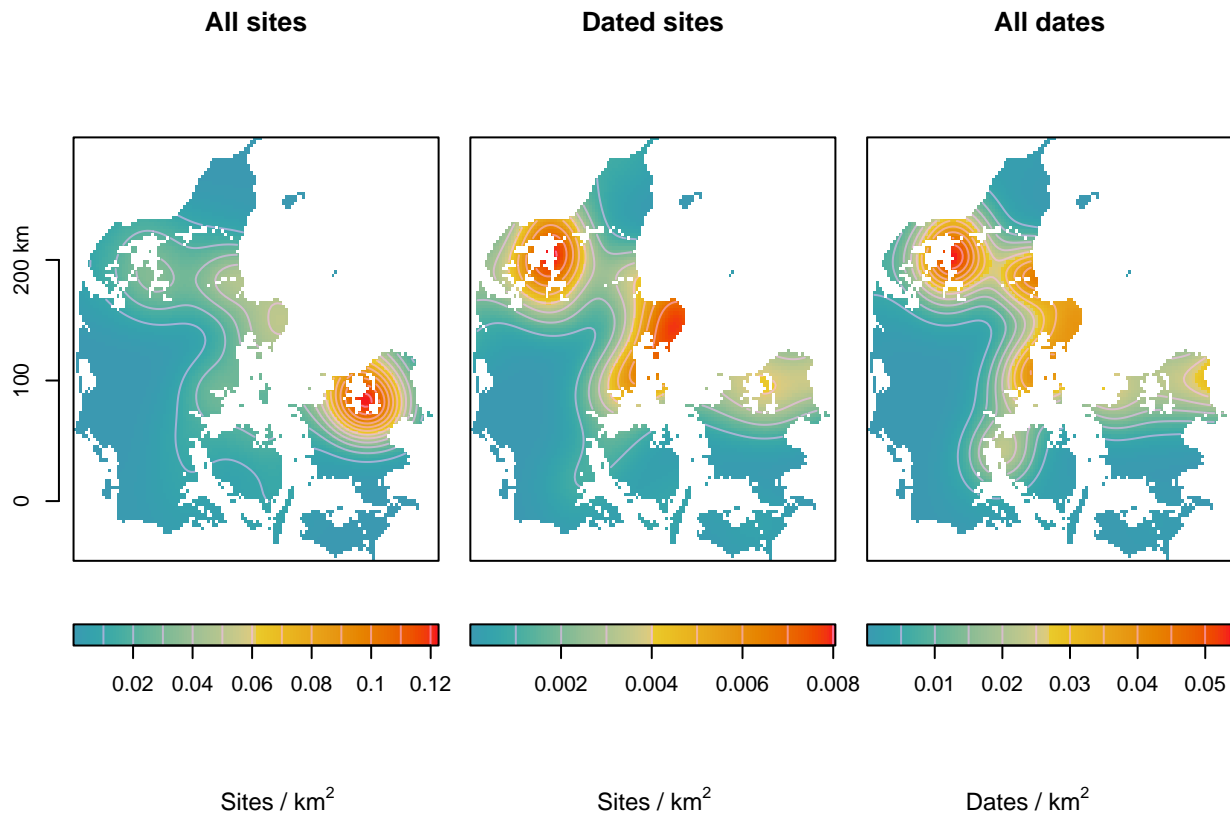 All sites
Dated sites
All dates
200 km
100
0
0.02 0.04 0.06 0.08 0.1 0.12
0.002 0.004 0.006 0.008
0.01 0.02 0.03 0.04 0.05
Sites / km²
Sites / km²
Dates / km²